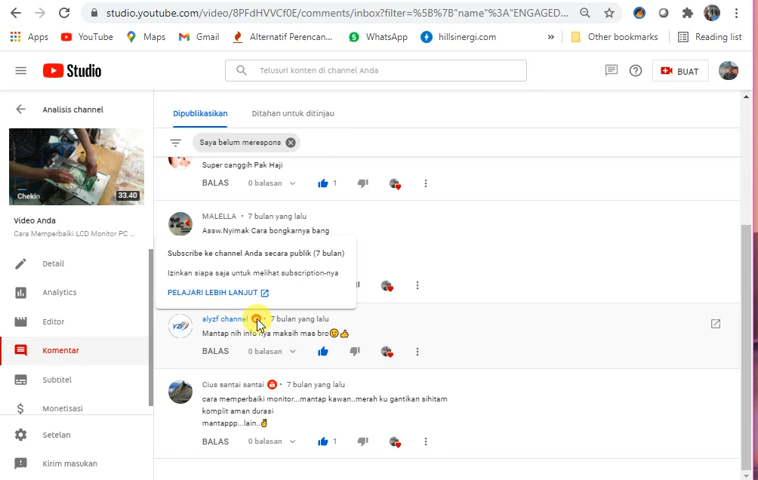 studio.youtube.com/video/8PFdHVVCf0E/comments/inbox?filter=%5B%7B"name"%3A"ENGAGED...
Apps YouTube Maps Gmail Alternatif Perencan... WhatsApp hillsinergi.com » Other bookmarks Reading list
Studio
Telusuri konten di channel Anda
BUAT
Analisis channel
Chekin
33.40
Video Anda
Cara Memperbaiki LCD Monitor PC ...
Detail
Analytics
Editor
Komentar
Subtitel
Monetisasi
Setelan
Kirim masukan
Dipublikasikan Ditahan untuk ditinjau
Saya belum merespons
Super canggih Pak Haji
BALAS 0 balasan 1
MALELLA • 7 bulan yang lalu
Assw.Nyimak Cara bongkarnya bang
Subscribe ke channel Anda secara publik (7 bulan)
Izinkan siapa saja untuk melihat subscription-nya
PELAJARI LEBIH LANJUT
alyzf channel • 7 bulan yang lalu
Mantap nih info nya maksih mas bro
BALAS 0 balasan
Cius santai santai • 7 bulan yang lalu
cara memperbaiki monitor...mantap kawan..merah ku gantikan sihitam
komplit aman durasi
mantappp...lain..
BALAS 0 balasan 1